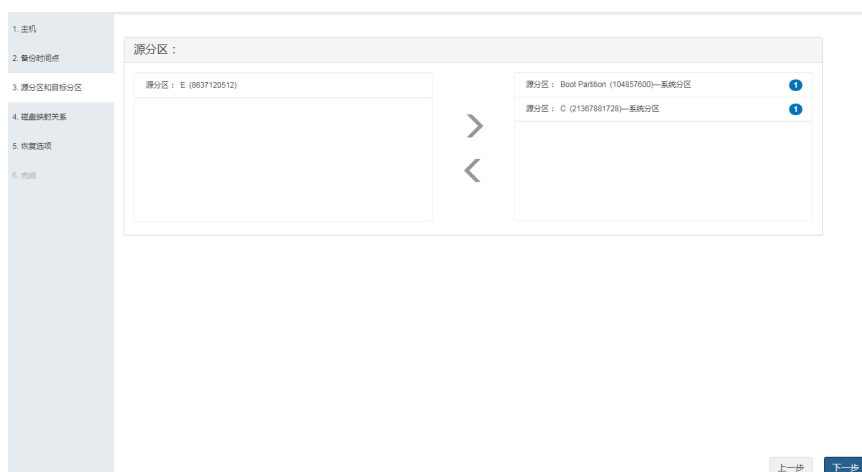 1. 主机
2. 备份时间点
3. 源分区和目标分区
4. 磁盘映射关系
5. 恢复选项
6. 完成
源分区：
源分区： E (8637120512)
源分区： Boot Partition (104857600)—系统分区 1
源分区： C (21367881728)—系统分区 1
上一步 下一步